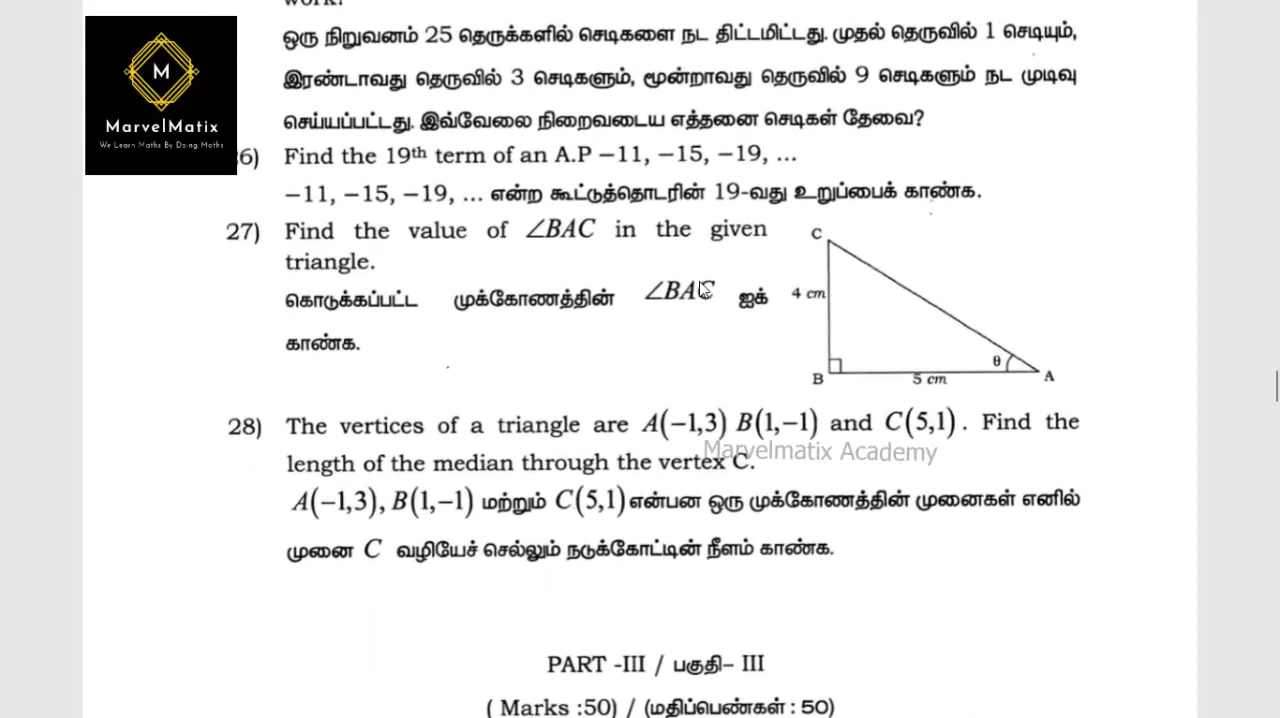 work?
ஒரு நிறுவனம் 25 தெருக்களில் செடிகளை நட திட்டமிட்டது. முதல் தெருவில் 1 செடியும்,
இரண்டாவது தெருவில் 3 செடிகளும், மூன்றாவது தெருவில் 9 செடிகளும் நட முடிவு
செய்யப்பட்டது. இவ்வேலை நிறைவடைய எத்தனை செடிகள் தேவை?
M
MarvelMatix
We Learn Maths By Doing Maths
26) Find the 19th term of an A.P −11, −15, −19, ...
−11, −15, −19, ... என்ற கூட்டுத்தொடரின் 19-வது உறுப்பைக் காண்க.
27) Find the value of ∠BAC in the given
triangle.
கொடுக்கப்பட்ட முக்கோணத்தின் ∠BAC ஐக்
காண்க.
C
4 cm
θ
B
5 cm
A
28) The vertices of a triangle are A(−1,3) B(1,−1) and C(5,1). Find the
Marvelmatix Academy
length of the median through the vertex C.
A(−1,3), B(1,−1) மற்றும் C(5,1) என்பன ஒரு முக்கோணத்தின் முனைகள் எனில்
முனை C வழியேச் செல்லும் நடுக்கோட்டின் நீளம் காண்க.
PART -III / பகுதி– III
( Marks :50) / (மதிப்பெண்கள் : 50)